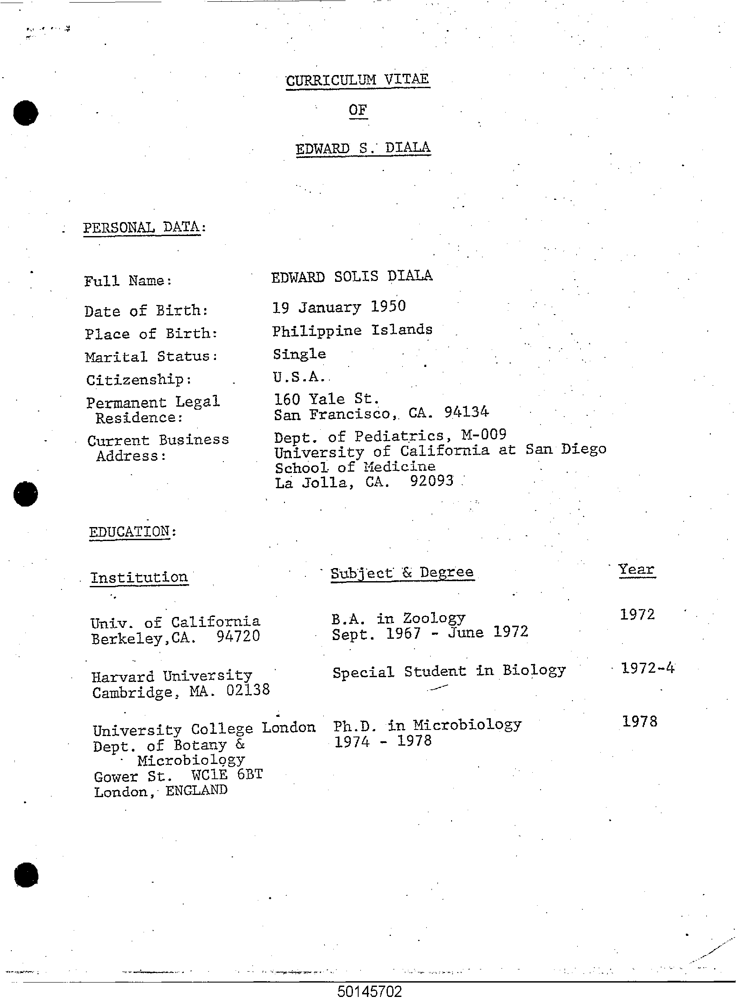 CURRICULUM VITAE
OF
EDWARD S. DIALA
PERSONAL DATA:
Full Name: EDWARD SOLIS DIALA
Date of Birth: 19 January 1950
Place of Birth: Philippine Islands
Marital Status: Single
Citizenship: U.S.A.
Permanent Legal 160 Yale St.
Residence: San Francisco, CA. 94134
Current Business Dept. of Pediatrics, M-009
Address: University of California at San Diego
School of Medicine
La Jolla, CA. 92093
EDUCATION:
Institution Subject & Degree Year
Univ. of California B.A. in Zoology 1972
Berkeley,CA. 94720 Sept. 1967 - June 1972
Harvard University Special Student in Biology 1972-4
Cambridge, MA. 02138
University College London Ph.D. in Microbiology 1978
Dept. of Botany & 1974 - 1978
Microbiology
Gower St. WC1E 6BT
London, ENGLAND
50145702